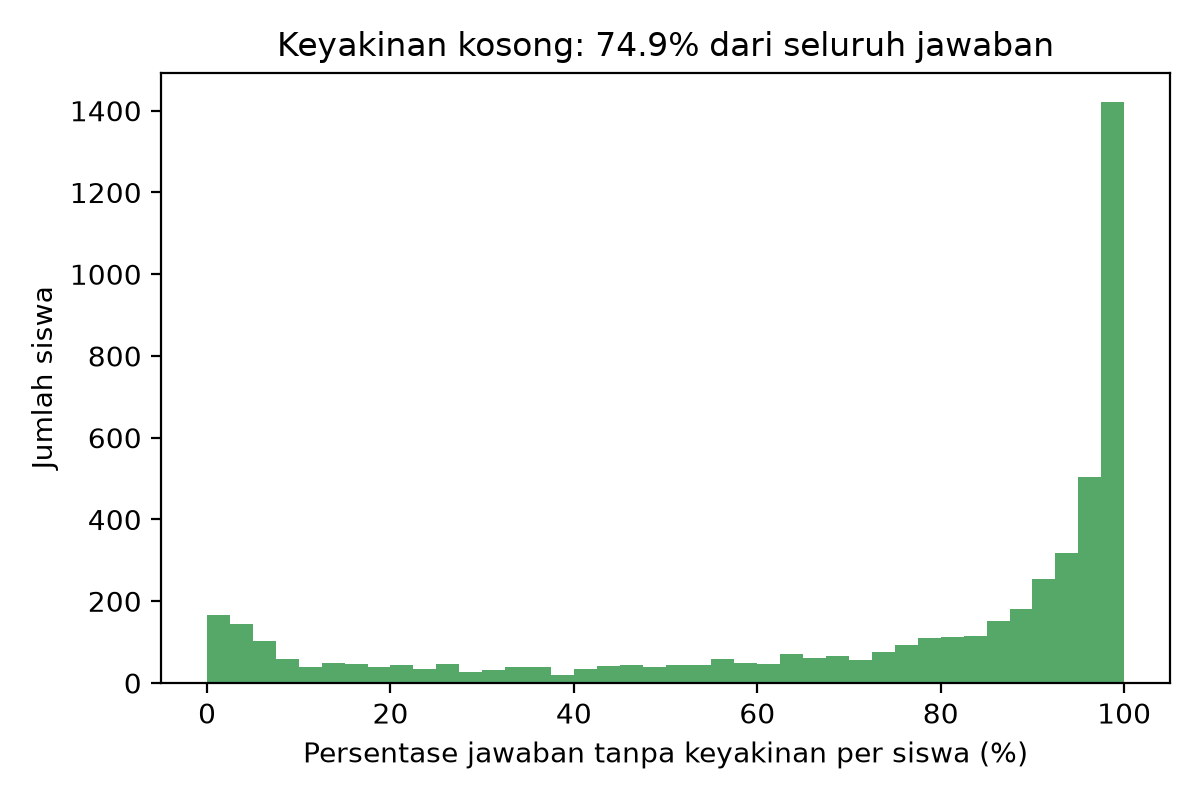 Keyakinan kosong: 74.9% dari seluruh jawaban
Jumlah siswa
1400
1200
1000
800
600
400
200
0
0 20 40 60 80 100
Persentase jawaban tanpa keyakinan per siswa (%)